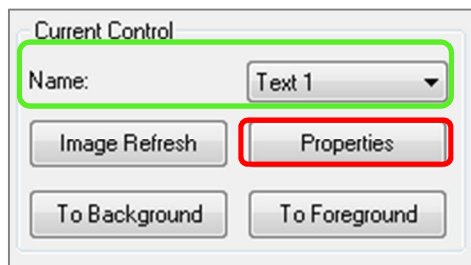 Current Control
Name: Text 1
Image Refresh Properties
To Background To Foreground